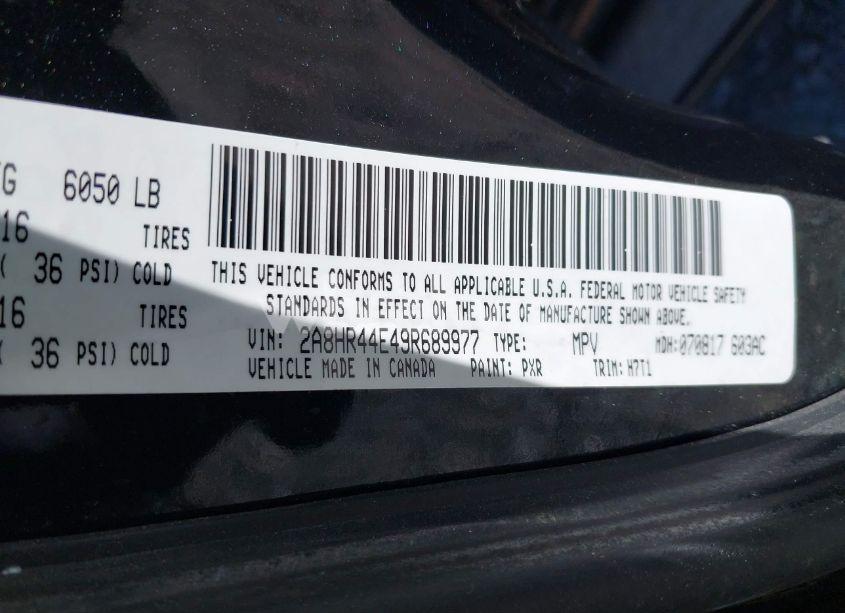 6050 LB
16 TIRES
( 36 PSI) COLD
16 TIRES
( 36 PSI) COLD
THIS VEHICLE CONFORMS TO ALL APPLICABLE U.S.A. FEDERAL MOTOR VEHICLE SAFETY
STANDARDS IN EFFECT ON THE DATE OF MANUFACTURE SHOWN ABOVE.
VIN: 2A8HR44E49R689977 TYPE: MPV MDH:070817 603AC
VEHICLE MADE IN CANADA PAINT: PXR TRIM: H7T1